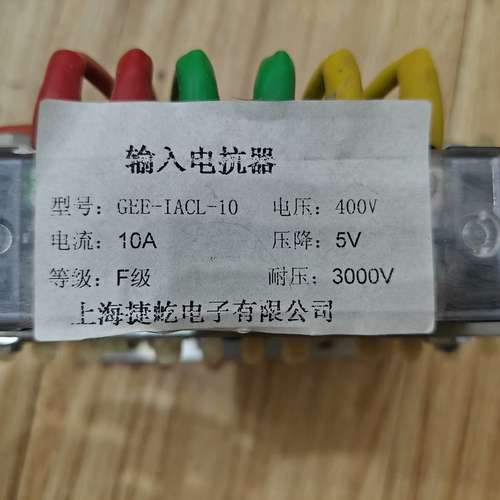 输入电抗器
型号：GEE-IACL-10 电压：400V
电流：10A 压降：5V
等级：F级 耐压：3000V
上海捷屹电子有限公司